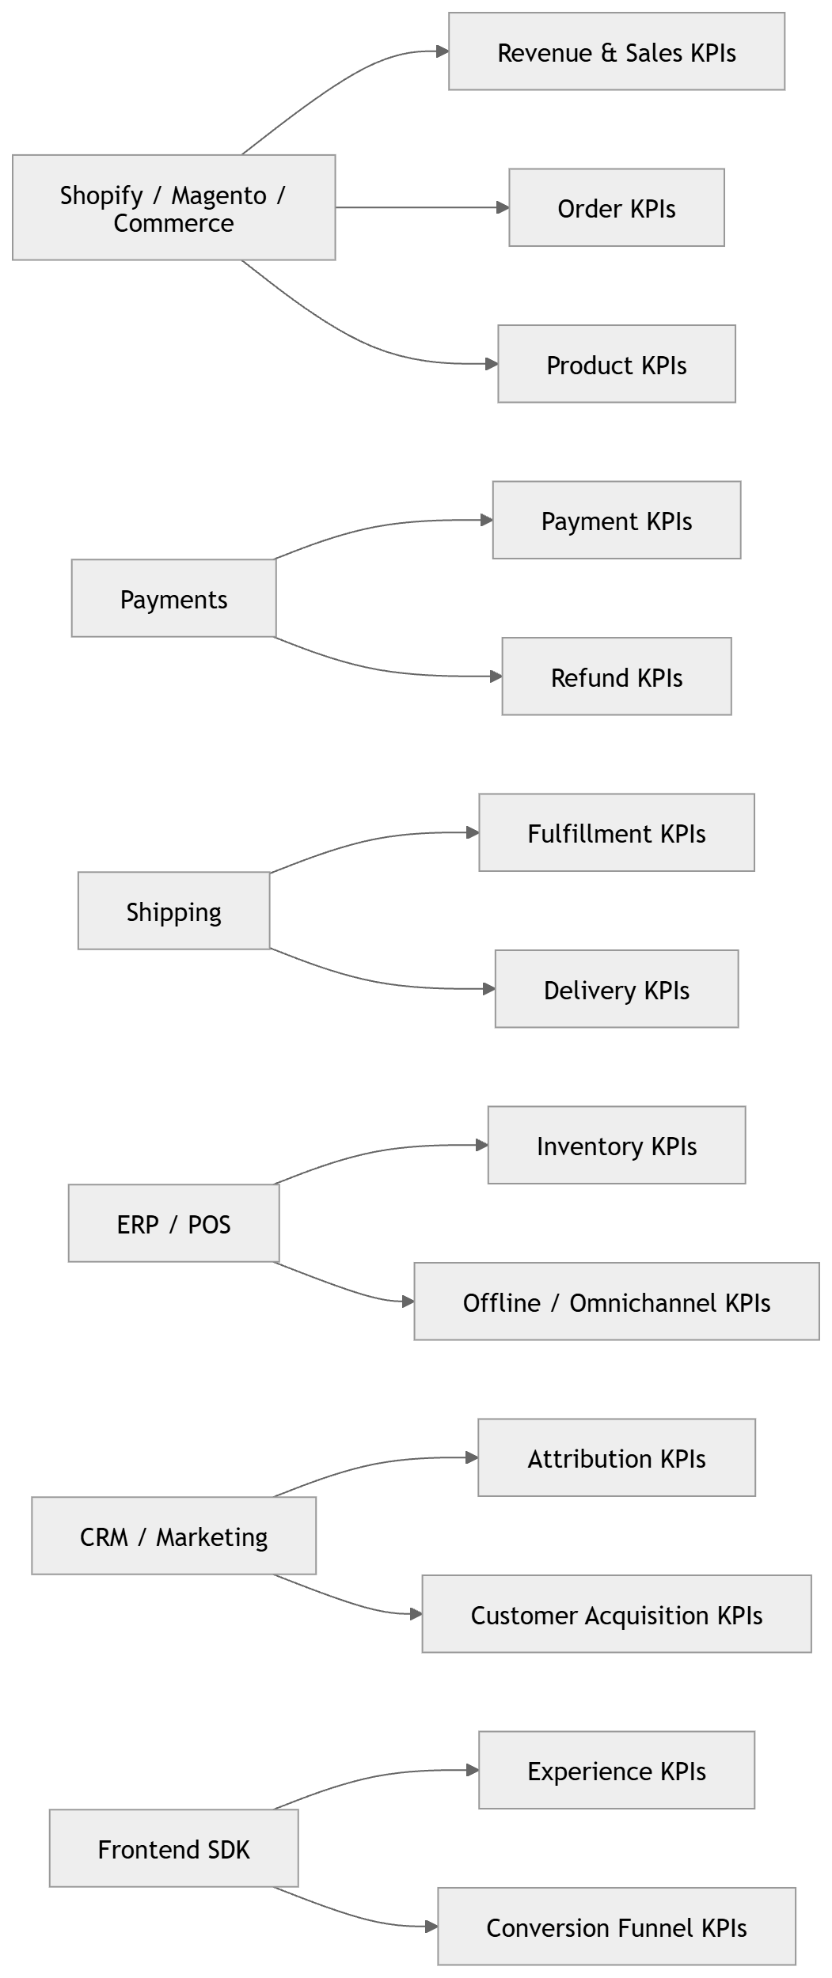 Revenue & Sales KPIs
Shopify / Magento /
Commerce
Order KPIs
Product KPIs
Payment KPIs
Payments
Refund KPIs
Fulfillment KPIs
Shipping
Delivery KPIs
Inventory KPIs
ERP / POS
Offline / Omnichannel KPIs
Attribution KPIs
CRM / Marketing
Customer Acquisition KPIs
Experience KPIs
Frontend SDK
Conversion Funnel KPIs